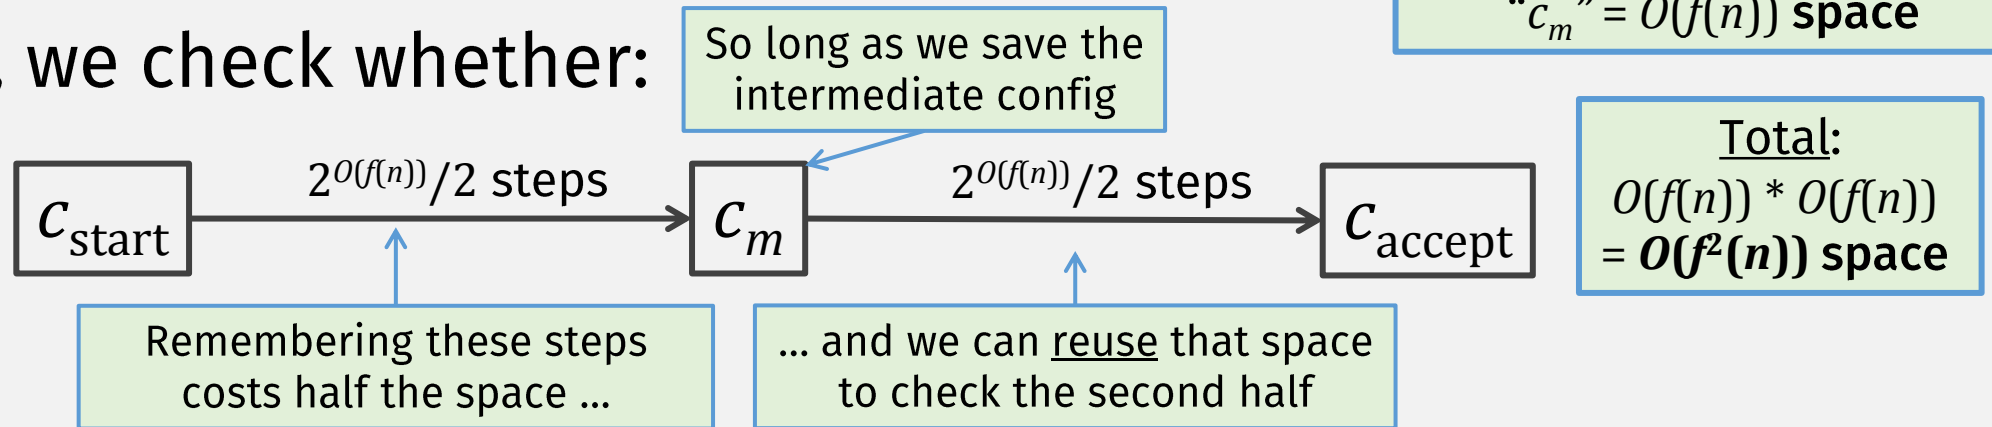 "cₘ" = O(f(n)) space
, we check whether:
So long as we save the
intermediate config
c_start
2^{O(f(n))}/2 steps
cₘ
2^{O(f(n))}/2 steps
c_accept
Total:
O(f(n)) * O(f(n))
= O(f²(n)) space
Remembering these steps
costs half the space ...
... and we can reuse that space
to check the second half